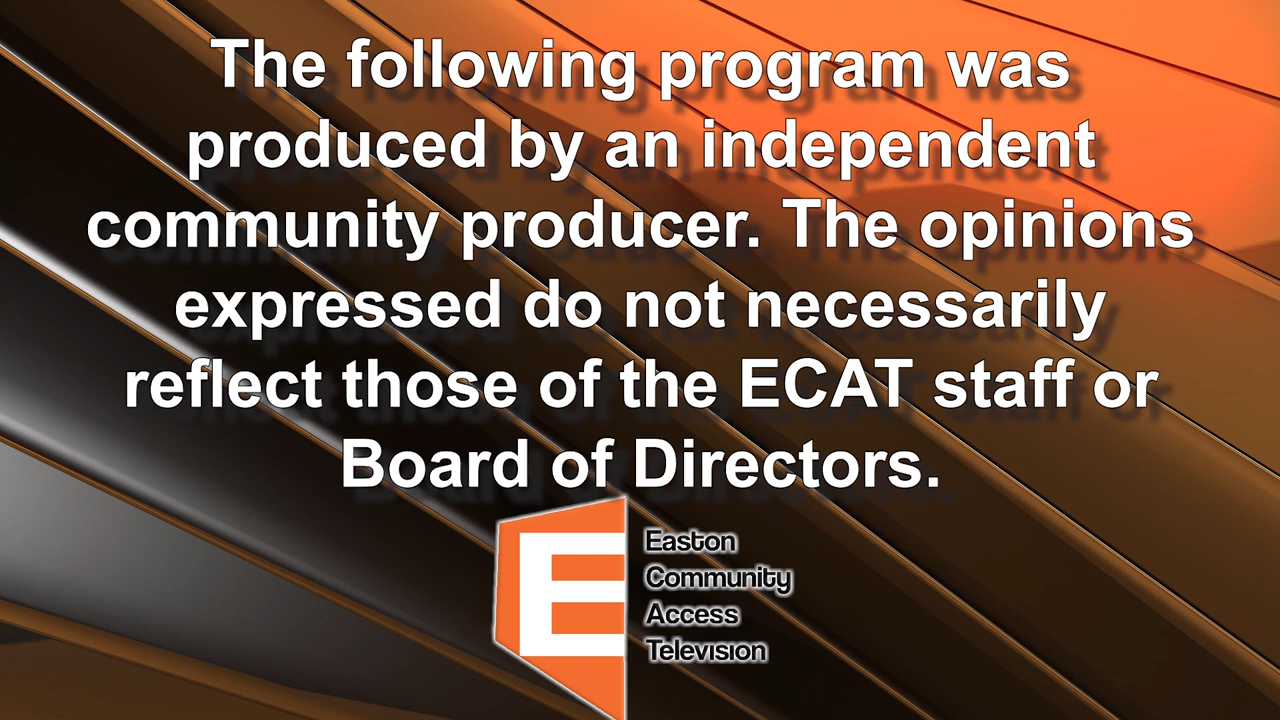 The following program was
produced by an independent
community producer. The opinions
expressed do not necessarily
reflect those of the ECAT staff or
Board of Directors.
E
Easton
Community
Access
Television